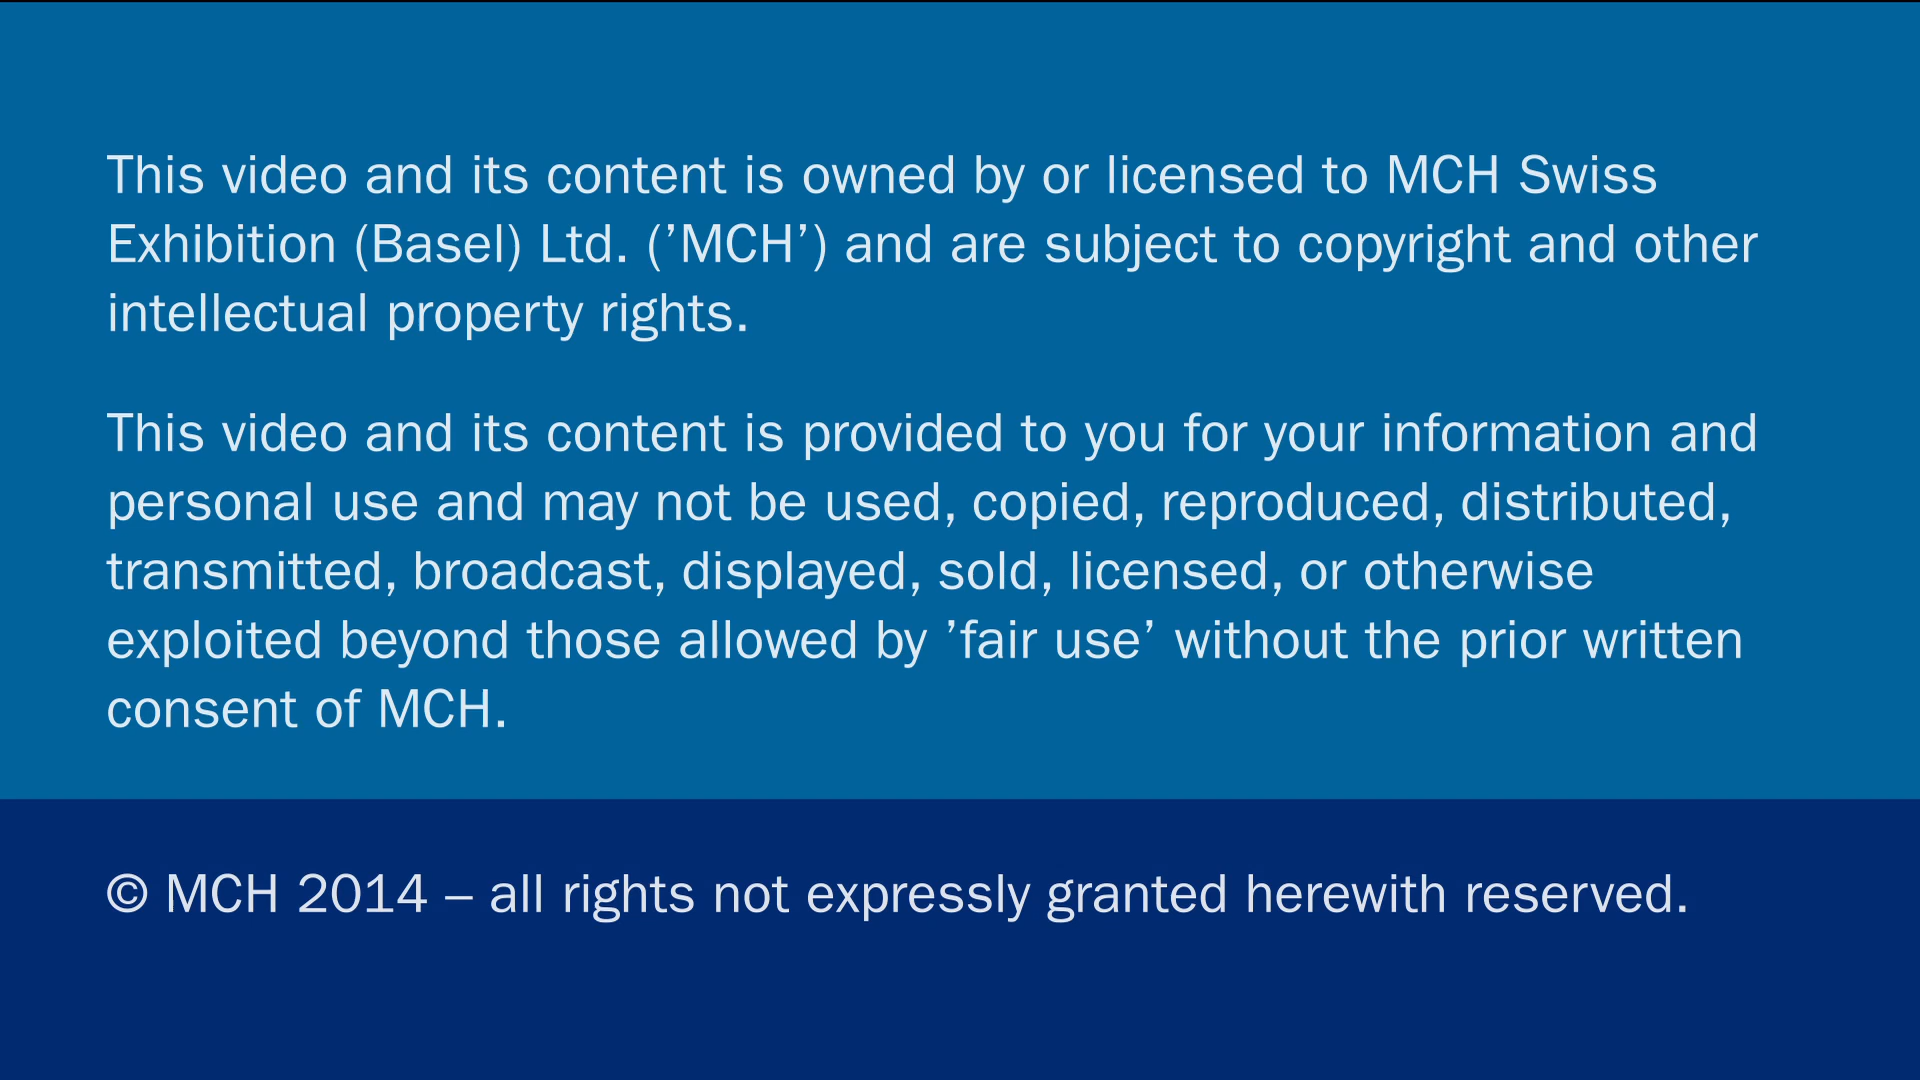 This video and its content is owned by or licensed to MCH Swiss
Exhibition (Basel) Ltd. (’MCH’) and are subject to copyright and other
intellectual property rights.
This video and its content is provided to you for your information and
personal use and may not be used, copied, reproduced, distributed,
transmitted, broadcast, displayed, sold, licensed, or otherwise
exploited beyond those allowed by ’fair use’ without the prior written
consent of MCH.
© MCH 2014 – all rights not expressly granted herewith reserved.